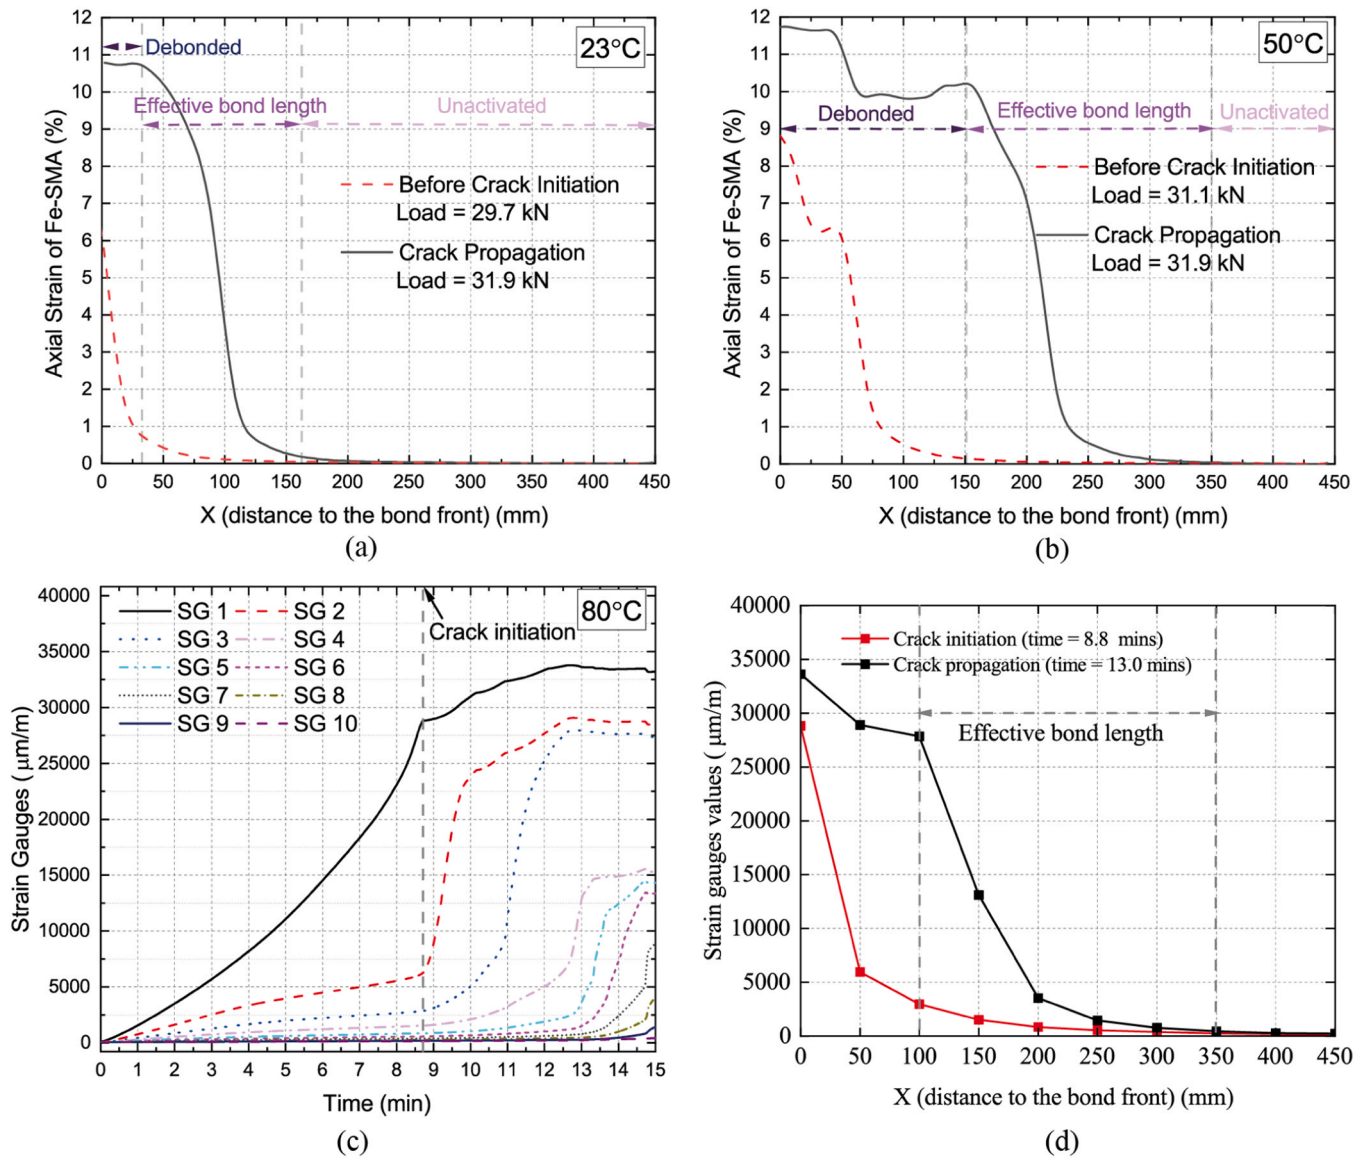 12
11
10
9
8
7
6
5
4
3
2
1
0
Axial Strain of Fe-SMA (%)
Debonded
23°C
Effective bond length
Unactivated
Before Crack Initiation
Load = 29.7 kN
Crack Propagation
Load = 31.9 kN
0 50 100 150 200 250 300 350 400 450
X (distance to the bond front) (mm)
(a)
12
11
10
9
8
7
6
5
4
3
2
1
0
Axial Strain of Fe-SMA (%)
50°C
Debonded
Effective bond length
Unactivated
Before Crack Initiation
Load = 31.1 kN
Crack Propagation
Load = 31.9 kN
0 50 100 150 200 250 300 350 400 450
X (distance to the bond front) (mm)
(b)
40000
35000
30000
25000
20000
15000
10000
5000
0
Strain Gauges ( μm/m)
SG 1 SG 2
SG 3 SG 4
SG 5 SG 6
SG 7 SG 8
SG 9 SG 10
80°C
Crack initiation
0 1 2 3 4 5 6 7 8 9 10 11 12 13 14 15
Time (min)
(c)
40000
35000
30000
25000
20000
15000
10000
5000
0
Strain gauges values ( μm/m)
Crack initiation (time = 8.8 mins)
Crack propagation (time = 13.0 mins)
Effective bond length
0 50 100 150 200 250 300 350 400 450
X (distance to the bond front) (mm)
(d)